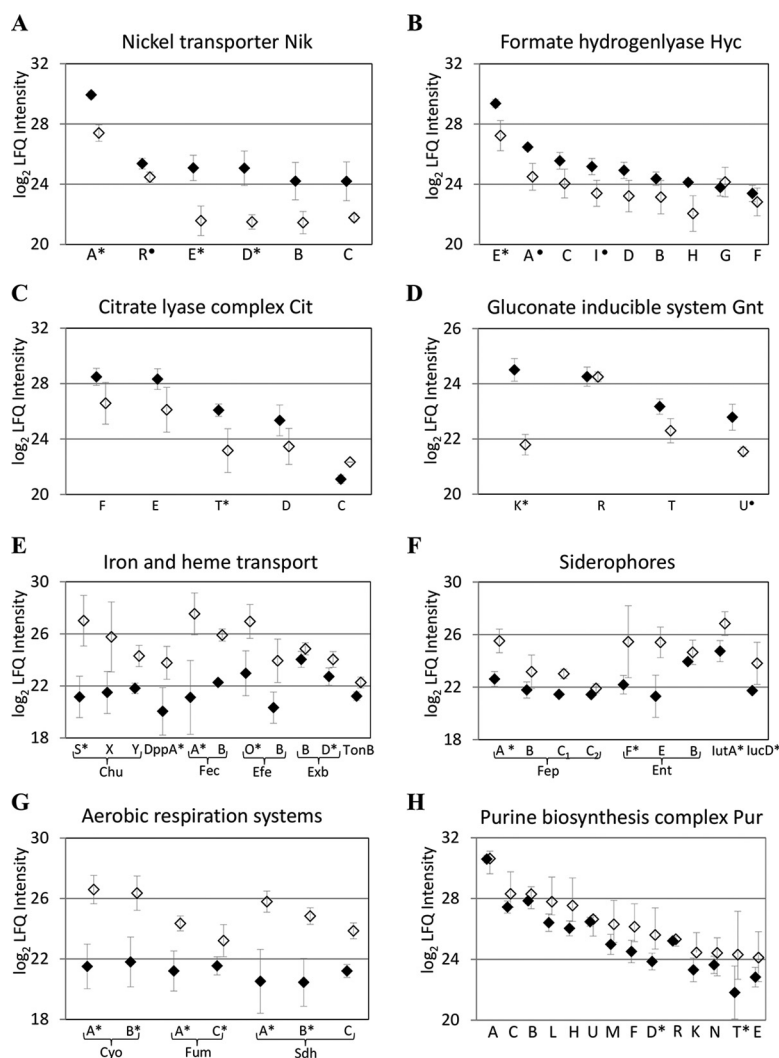 A
Nickel transporter Nik
log2 LFQ Intensity
32
28
24
20
A* R• E* D* B C
B
Formate hydrogenlyase Hyc
log2 LFQ Intensity
32
28
24
20
E* A• C I• D B H G F
C
Citrate lyase complex Cit
log2 LFQ Intensity
32
28
23
20
F E T* D C
D
Gluconate inducible system Gnt
log2 LFQ Intensity
26
24
22
20
K* R T U•
E
Iron and heme transport
log2 LFQ Intensity
30
26
22
18
S* X Y DppA* A* B O* B B D* TonB
Chu Fec Efe Exb
F
Siderophores
log2 LFQ Intensity
30
26
22
18
A * B C1 C2 F* E B IutA* IucD*
Fep Ent
G
Aerobic respiration systems
log2 LFQ Intensity
30
26
22
18
A* B* A* C* A* B* C
Cyo Fum Sdh
H
Purine biosynthesis complex Pur
log2 LFQ Intensity
32
28
24
20
A C B L H U M F D* R K N T* E